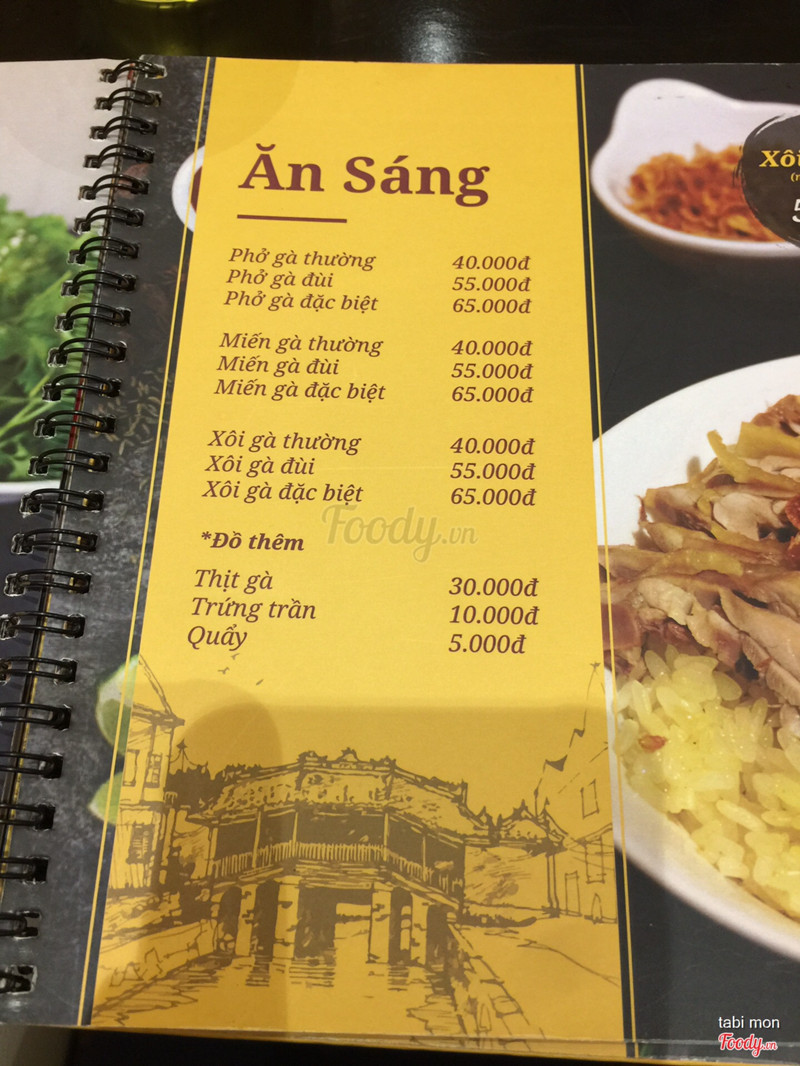 Ăn Sáng
Phở gà thường 40.000đ
Phở gà đùi 55.000đ
Phở gà đặc biệt 65.000đ
Miến gà thường 40.000đ
Miến gà đùi 55.000đ
Miến gà đặc biệt 65.000đ
Xôi gà thường 40.000đ
Xôi gà đùi 55.000đ
Xôi gà đặc biệt 65.000đ
*Đồ thêm
Thịt gà 30.000đ
Trứng trần 10.000đ
Quẩy 5.000đ
Xôi
Foody.vn
tabi mon
Foody.vn